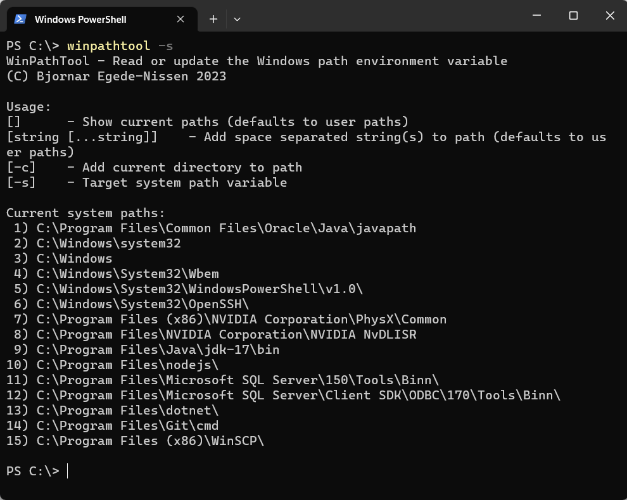 Windows PowerShell
PS C:\> winpathtool -s
WinPathTool - Read or update the Windows path environment variable
(C) Bjornar Egede-Nissen 2023
Usage:
[]      - Show current paths (defaults to user paths)
[string [...string]]    - Add space separated string(s) to path (defaults to us
er paths)
[-c]    - Add current directory to path
[-s]    - Target system path variable
Current system paths:
 1) C:\Program Files\Common Files\Oracle\Java\javapath
 2) C:\Windows\system32
 3) C:\Windows
 4) C:\Windows\System32\Wbem
 5) C:\Windows\System32\WindowsPowerShell\v1.0\
 6) C:\Windows\System32\OpenSSH\
 7) C:\Program Files (x86)\NVIDIA Corporation\PhysX\Common
 8) C:\Program Files\NVIDIA Corporation\NVIDIA NvDLISR
 9) C:\Program Files\Java\jdk-17\bin
10) C:\Program Files\nodejs\
11) C:\Program Files\Microsoft SQL Server\150\Tools\Binn\
12) C:\Program Files\Microsoft SQL Server\Client SDK\ODBC\170\Tools\Binn\
13) C:\Program Files\dotnet\
14) C:\Program Files\Git\cmd
15) C:\Program Files (x86)\WinSCP\
PS C:\>